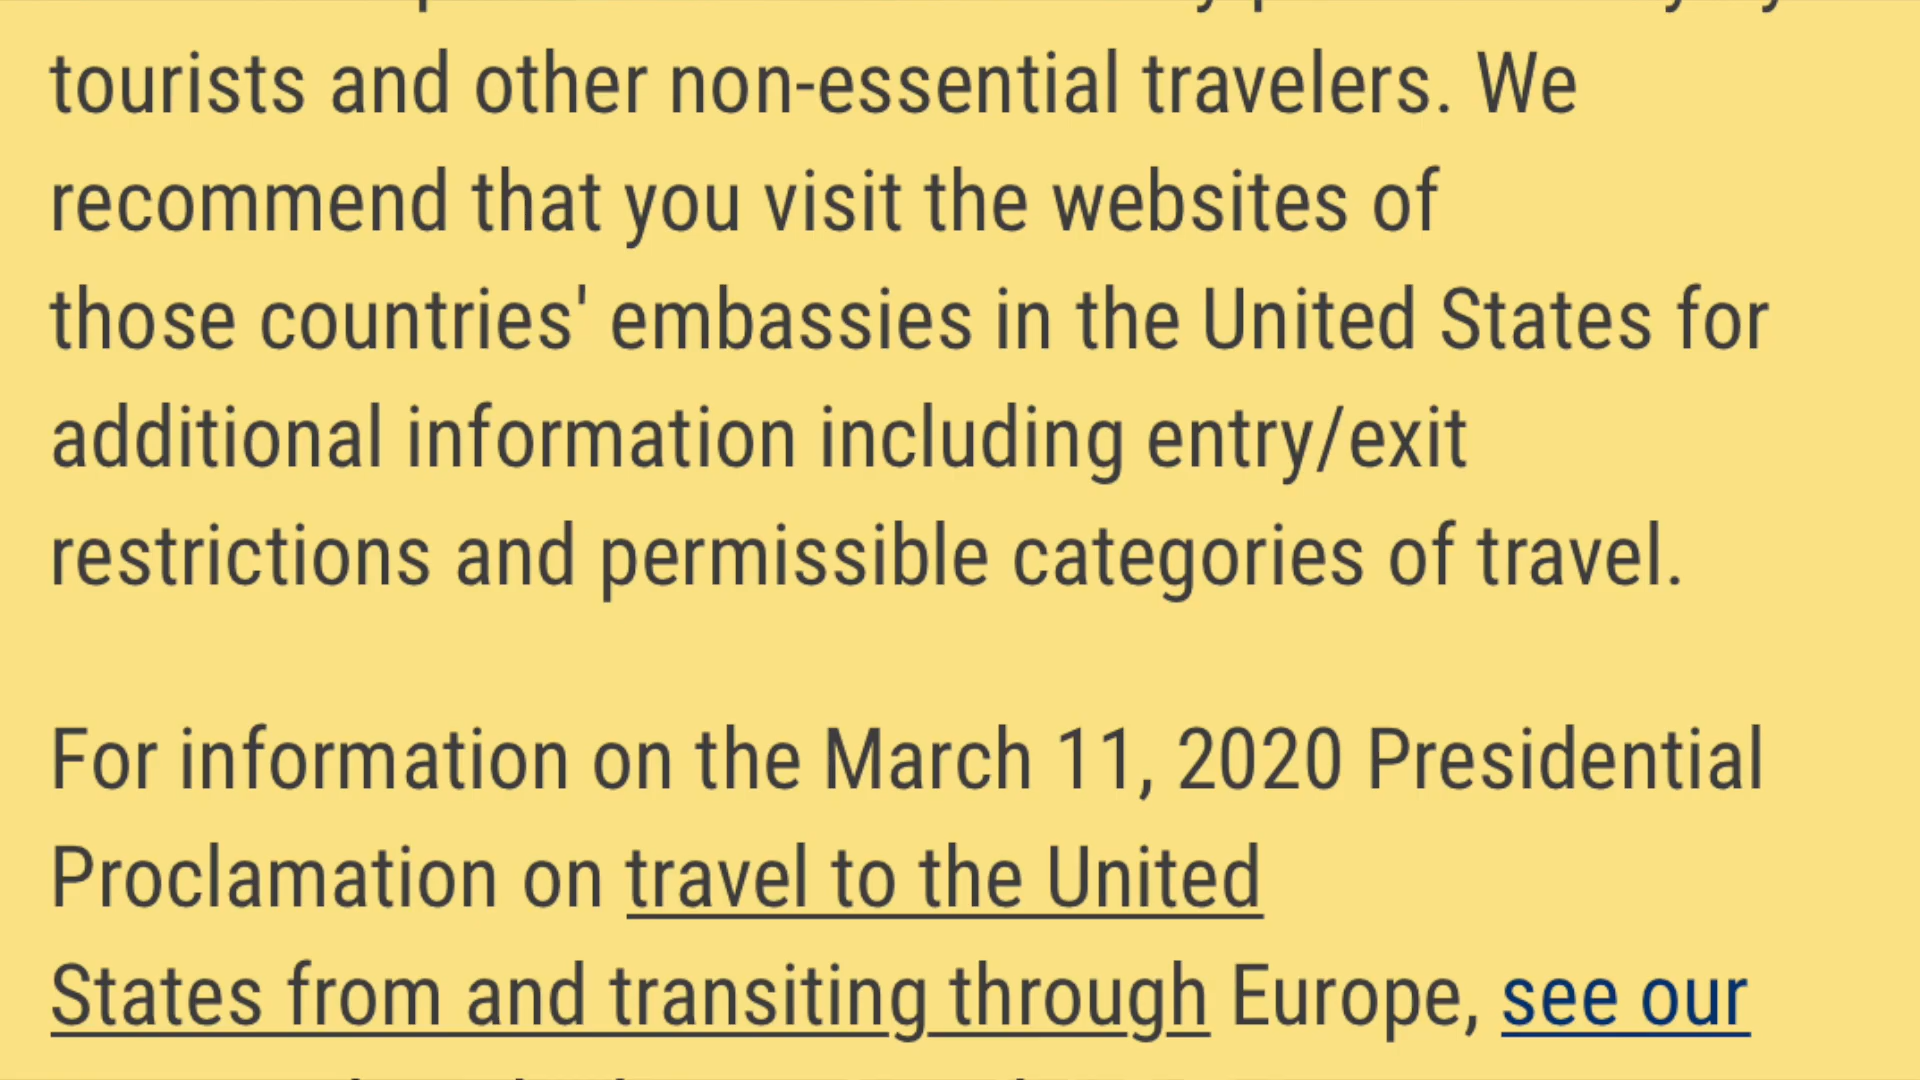 tourists and other non-essential travelers. We
recommend that you visit the websites of
those countries' embassies in the United States for
additional information including entry/exit
restrictions and permissible categories of travel.
For information on the March 11, 2020 Presidential
Proclamation on travel to the United
States from and transiting through Europe, see our